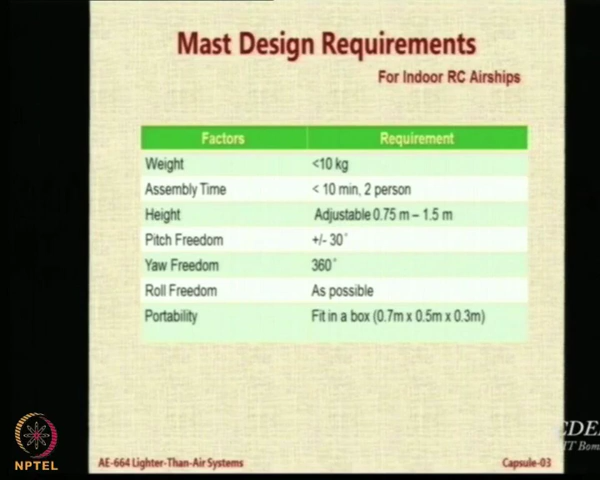 Mast Design Requirements
For Indoor RC Airships
Factors Requirement
Weight <10 kg
Assembly Time < 10 min, 2 person
Height Adjustable 0.75 m – 1.5 m
Pitch Freedom +/- 30˚
Yaw Freedom 360˚
Roll Freedom As possible
Portability Fit in a box (0.7m x 0.5m x 0.3m)
NPTEL
AE-664 Lighter-Than-Air Systems Capsule-03